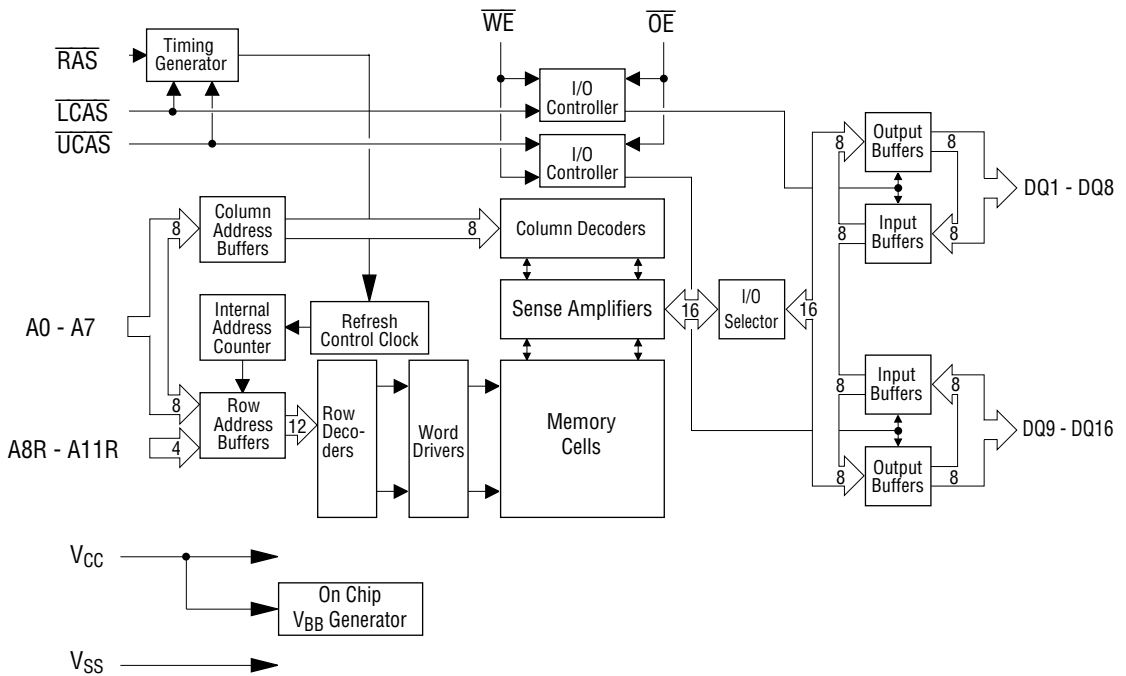 WE
OE
RAS
Timing
Generator
I/O
Controller
LCAS
UCAS
I/O
Controller
8
Output
Buffers
8
DQ1 - DQ8
8
Input
Buffers
8
8
Column
Address
Buffers
8
Column Decoders
A0 - A7
Internal
Address
Counter
Refresh
Control Clock
Sense Amplifiers
16
I/O
Selector
16
8
Row
Address
Buffers
12
Row
Deco-
ders
Word
Drivers
Memory
Cells
A8R - A11R
4
8
Input
Buffers
8
DQ9 - DQ16
8
Output
Buffers
8
VCC
On Chip
VBB Generator
VSS